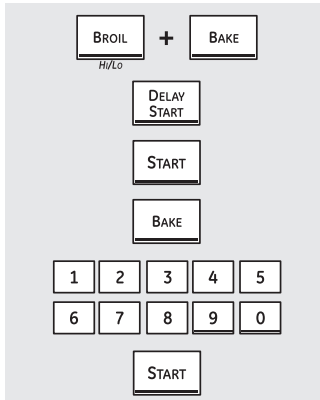 BROIL + BAKE
Hi/Lo
DELAY
START
START
BAKE
1 2 3 4 5
6 7 8 9 0
START